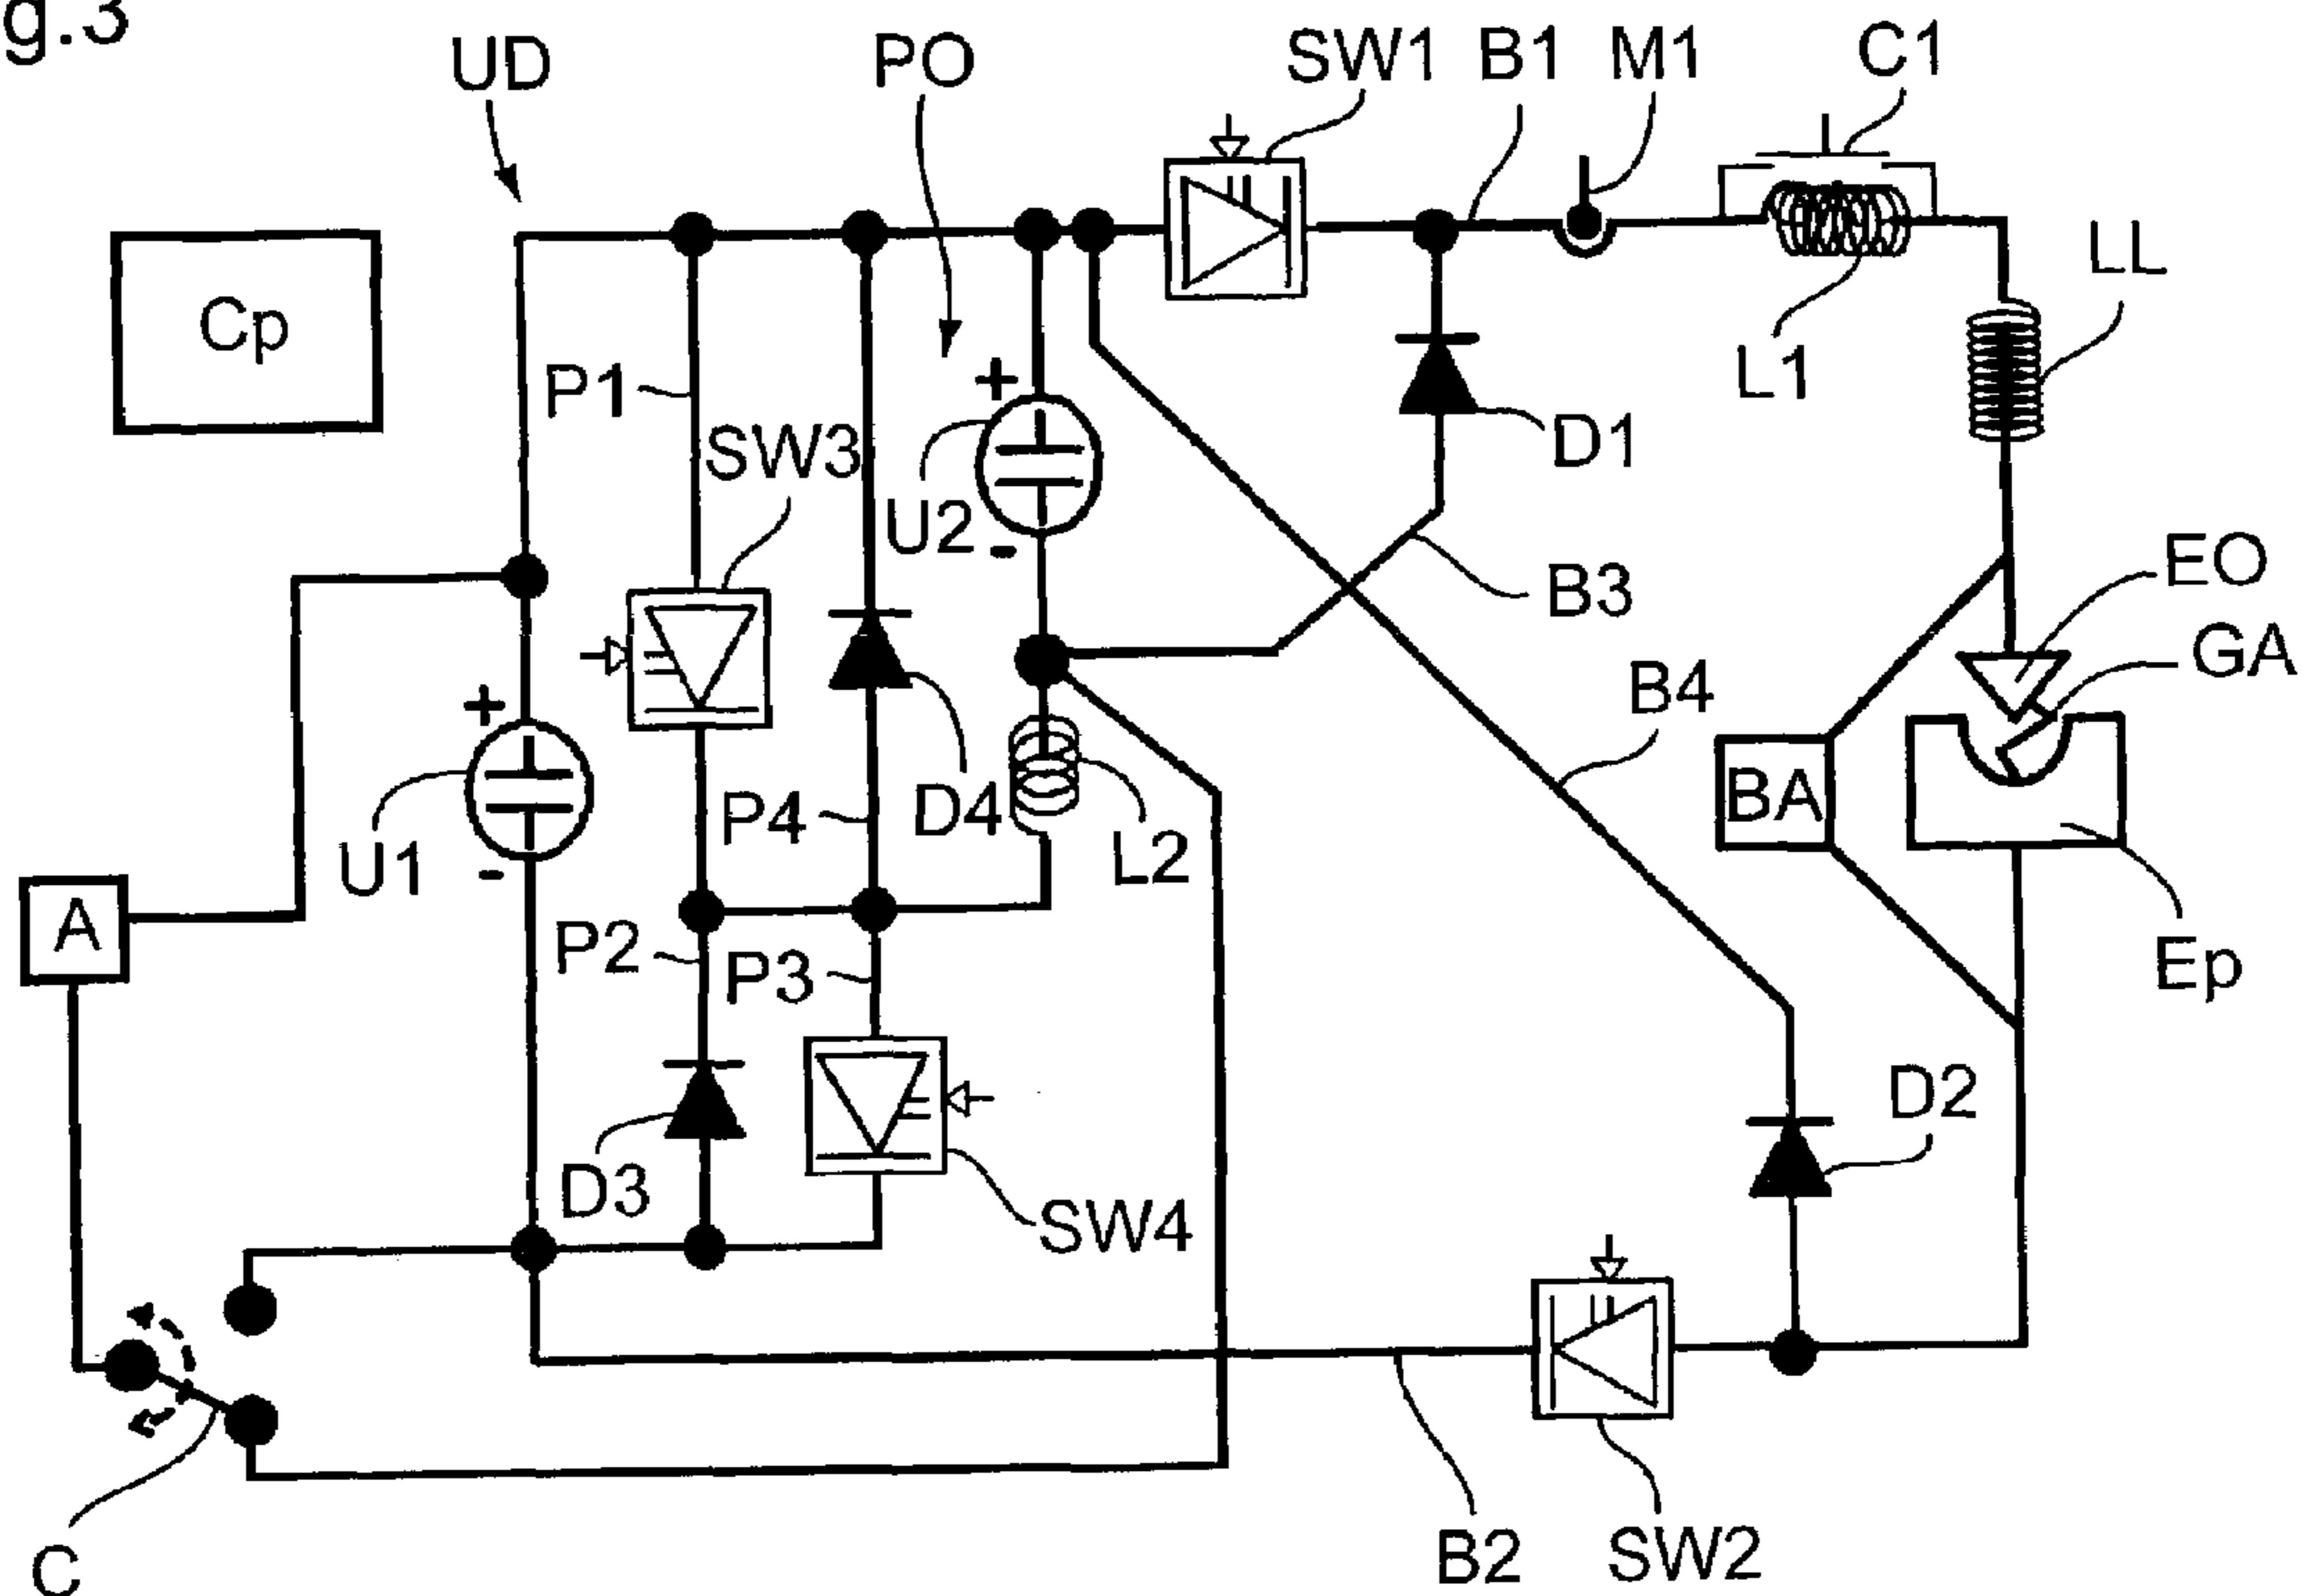 g.3
UD
PO
SW1
B1
M1
C1
Cp
LL
P1
SW3
+
U2
-
D1
L1
B3
EO
GA
B4
+
U1
-
P4
D4
L2
BA
A
P2
P3
Ep
D3
SW4
D2
C
B2
SW2